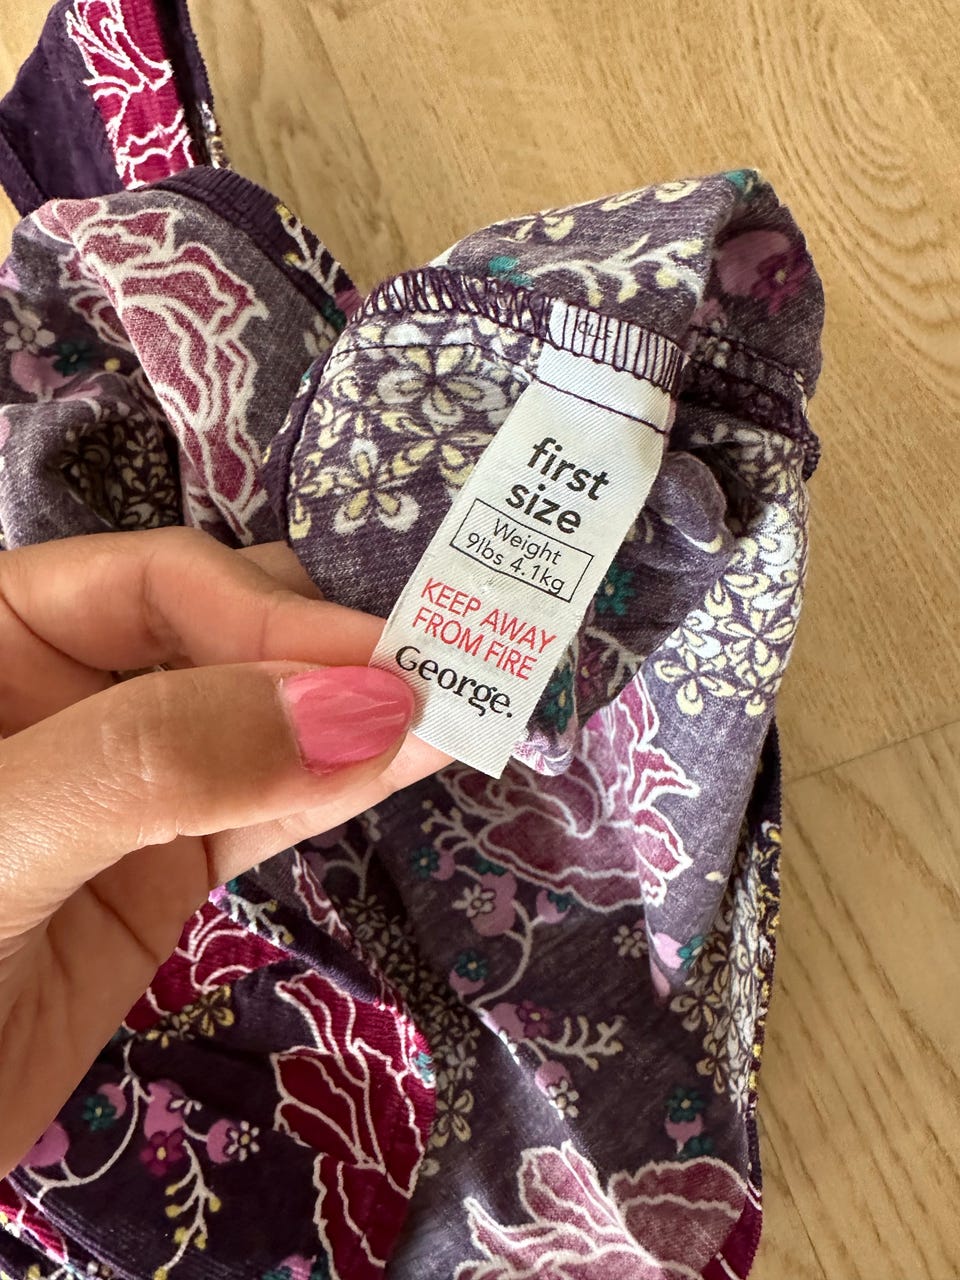 first
size
Weight
9lbs 4.1kg
KEEP AWAY
FROM FIRE
George.